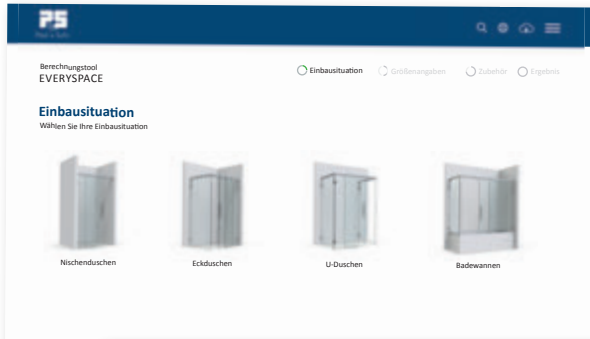 PS
Berechnungstool
EVERYSPACE
Einbausituation
Größenangaben
Zubehör
Ergebnis
Einbausituation
Wählen Sie Ihre Einbausituation
Nischenduschen
Eckduschen
U-Duschen
Badewannen